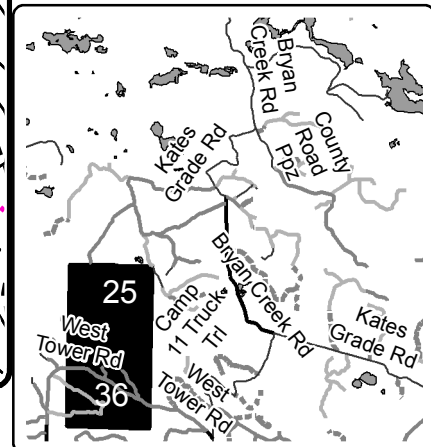 Bryan
Creek Rd
County
Road
Ppz
Kates
Grade Rd
Bryan Creek Rd
25
Camp
11 Truck
Trl
West
Tower Rd
Kates
Grade Rd
36
West
Tower Rd